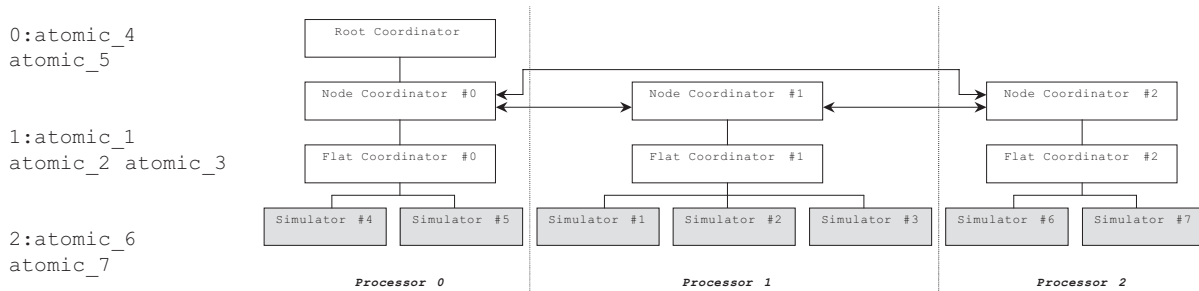 0:atomic_4
atomic_5
1:atomic_1
atomic_2 atomic_3
2:atomic_6
atomic_7
Root Coordinator
Node Coordinator #0
Node Coordinator #1
Node Coordinator #2
Flat Coordinator #0
Flat Coordinator #1
Flat Coordinator #2
Simulator #4
Simulator #5
Simulator #1
Simulator #2
Simulator #3
Simulator #6
Simulator #7
Processor 0
Processor 1
Processor 2